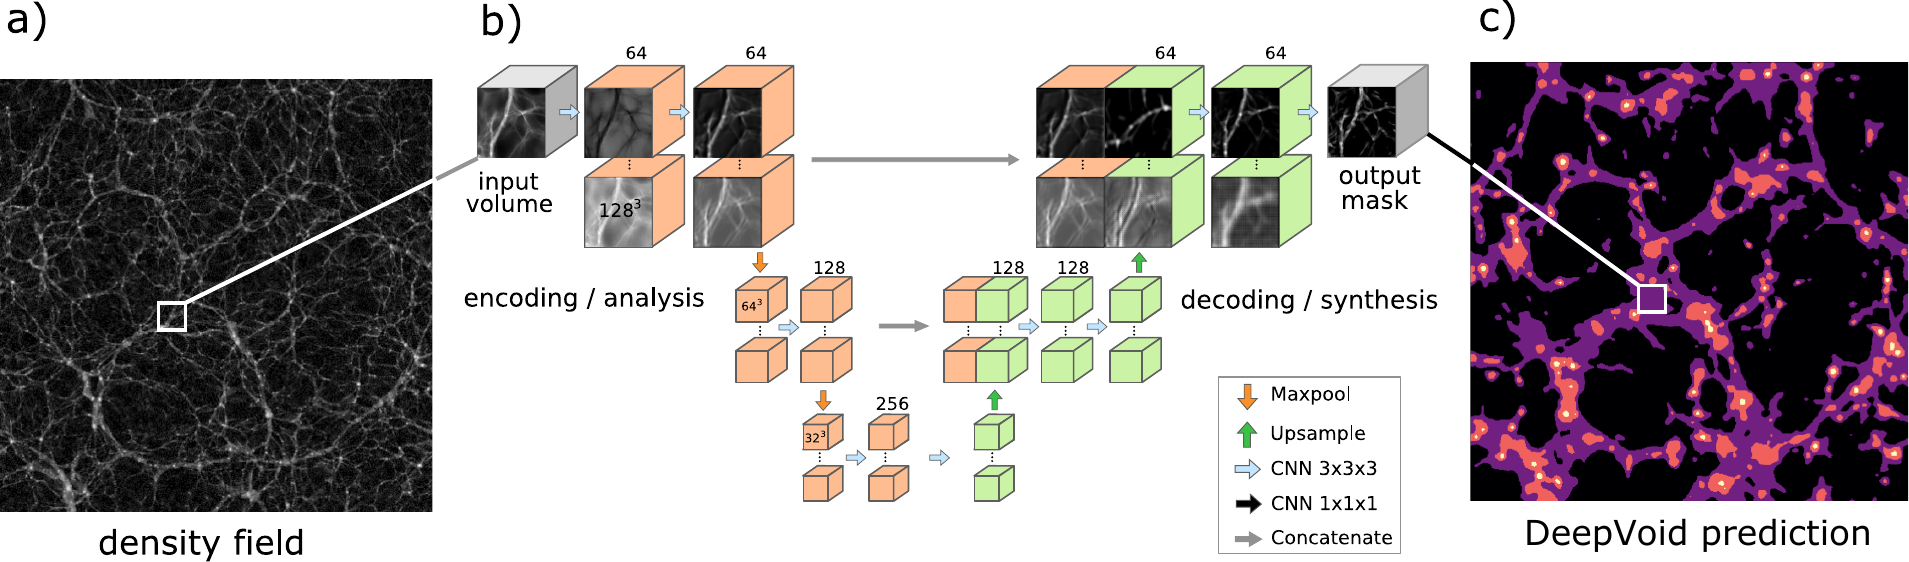 a)
density field
b)
64
64
input
volume
128³
encoding / analysis
64³
128
32³
256
128
128
64
64
output
mask
decoding / synthesis
Maxpool
Upsample
CNN 3x3x3
CNN 1x1x1
Concatenate
c)
DeepVoid prediction